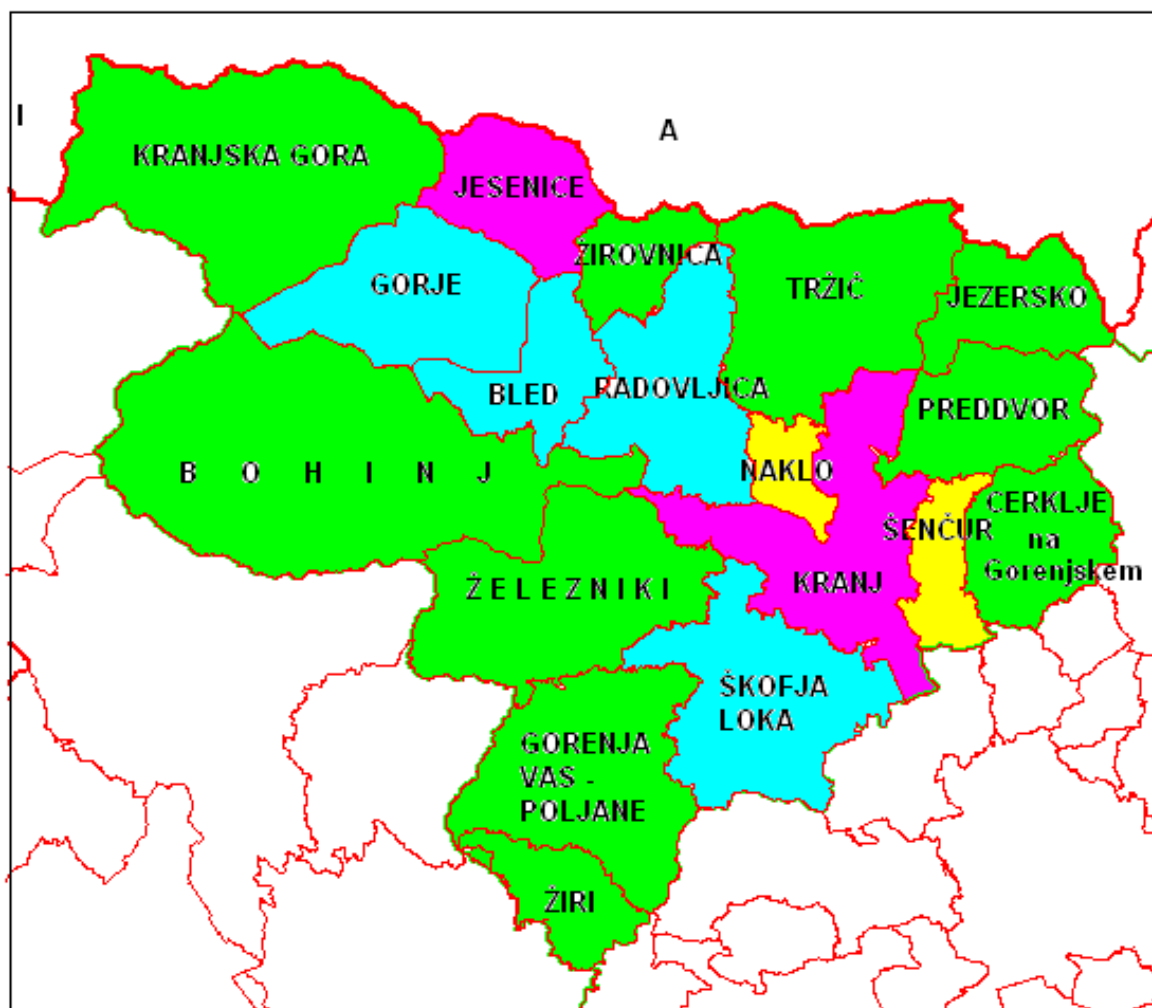 I
A
KRANJSKA GORA
JESENICE
ŽIROVNICA
GORJE
TRŽIČ
JEZERSKO
BLED
RADOVLJICA
PREDDVOR
B O H I N J
NAKLO
CERKLJE
na
Gorenjskem
ŠENČUR
ŽELEZNIKI
KRANJ
ŠKOFJA
LOKA
GORENJA
VAS -
POLJANE
ŽIRI